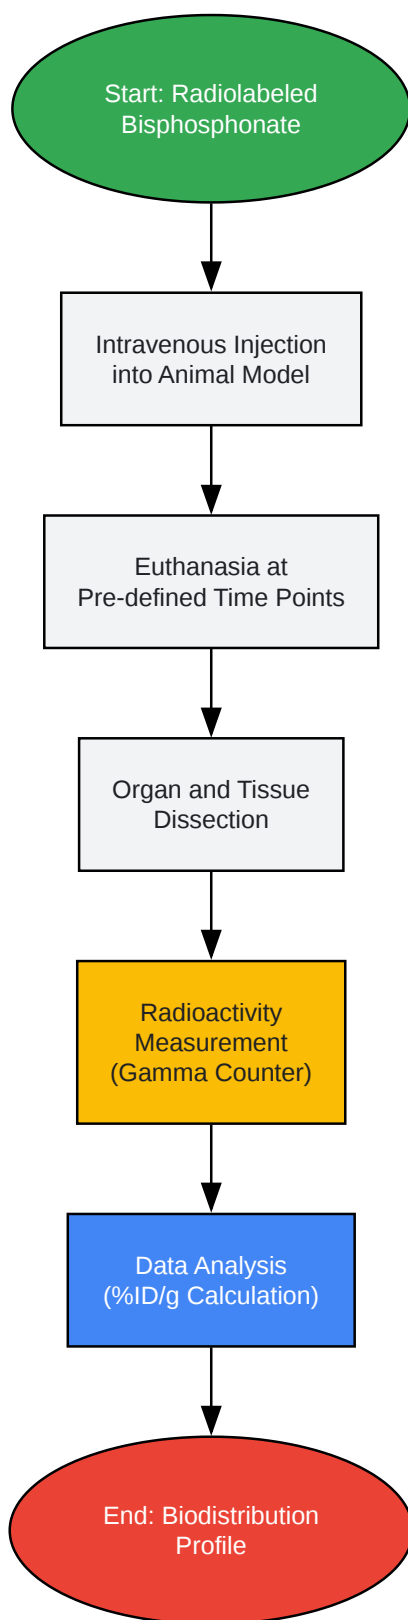 Start: Radiolabeled
Bisphosphonate
Intravenous Injection
into Animal Model
Euthanasia at
Pre-defined Time Points
Organ and Tissue
Dissection
Radioactivity
Measurement
(Gamma Counter)
Data Analysis
(%ID/g Calculation)
End: Biodistribution
Profile